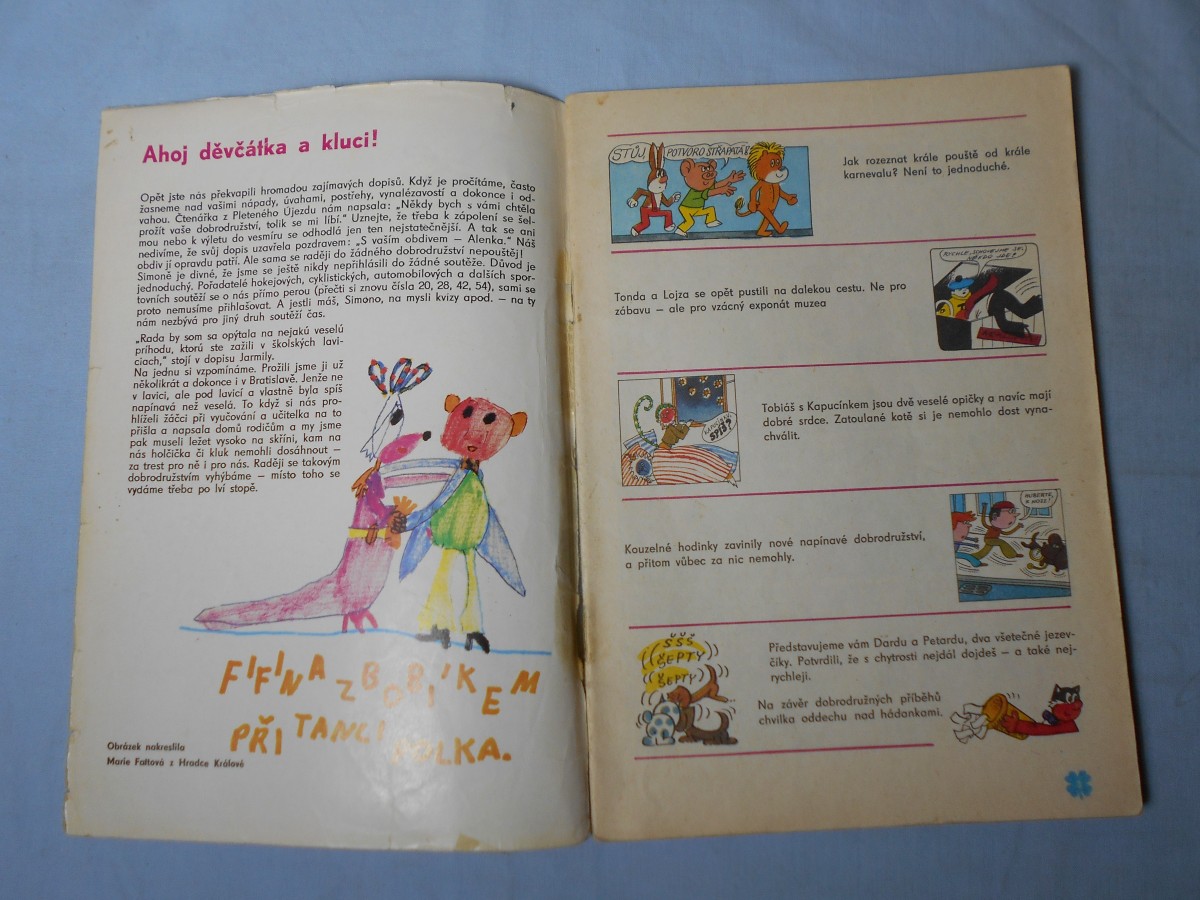 Ahoj děvčátka a kluci!
Opět jste nás překvapili hromadou zajímavých dopisů. Když je pročítáme, často
žasneme nad vašimi nápady, úvahami, postřehy, vynalézavostí a dokonce i od-
vahou. Čtenářka z Pleteného Újezdu nám napsala: „Někdy bych s vámi chtěla
prožít vaše dobrodružství, tolik se mi líbí.“ Uznejte, že třeba k zápolení se šel-
mou nebo k výletu do vesmíru se odhodlá jen ten nejstatečnější. A tak se ani
nedivíme, že svůj dopis uzavřela pozdravem: „S vaším obdivem – Alenka.“ Náš
obdiv jí opravdu patří. Ale sama se raději do žádného dobrodružství nepouštěj!
Simoně je divné, že jsme se ještě nikdy nepřihlásili do žádné soutěže. Důvod je
jednoduchý. Pořadatelé hokejových, cyklistických, automobilových a dalších spor-
tovních soutěží se o nás přímo perou (přečti si znovu čísla 20, 28, 42, 54), sami se
proto nemusíme přihlašovat. A jestli máš, Simono, na mysli kvizy apod. – na ty
nám nezbývá pro jiný druh soutěží čas.
„Rada by som sa opýtala na nejakú veselú
príhodu, ktorú ste zažili v školských lavi-
ciach,“ stojí v dopisu Jarmily.
Na jednu si vzpomínáme. Prožili jsme ji už
několikrát a dokonce i v Bratislavě. Jenže ne
v lavici, ale pod lavicí a vlastně byla spíš
napínavá než veselá. To když si nás pro-
hlíželi žáčci při vyučování a učitelka na to
přišla a napsala domů rodičům a my jsme
pak museli ležet vysoko na skříni, kam na
nás holčička či kluk nemohli dosáhnout –
za trest pro ně i pro nás. Raději se takovým
dobrodružstvím vyhýbáme – místo toho se
vydáme třeba po lví stopě.
FIFINA Z BOBÍKEM
PŘI TANCI POLKA.
Obrázek nakreslila
Marie Faltová z Hradce Králové
STŮJ,
POTVORO STRAPATÁ!
Jak rozeznat krále pouště od krále
karnevalu? Není to jednoduché.
Tonda a Lojza se opět pustili na dalekou cestu. Ne pro
zábavu – ale pro vzácný exponát muzea
RYCHLE,
Tobiáš s Kapucínkem jsou dvě veselé opičky a navíc mají
dobré srdce. Zatoulané kotě si je nemohlo dost vyna-
chválit.
SPÍŠ?
Kouzelné hodinky zavinily nové napínavé dobrodružství,
a přitom vůbec za nic nemohly.
Představujeme vám Dardu a Petardu, dva všetečné jezev-
číky. Potvrdili, že s chytrostí nejdál dojdeš – a také nej-
rychleji.
ŠŠŠ
ŠEPTY
ŠEPTY
Na závěr dobrodružných příběhů
chvilka oddechu nad hádankami.